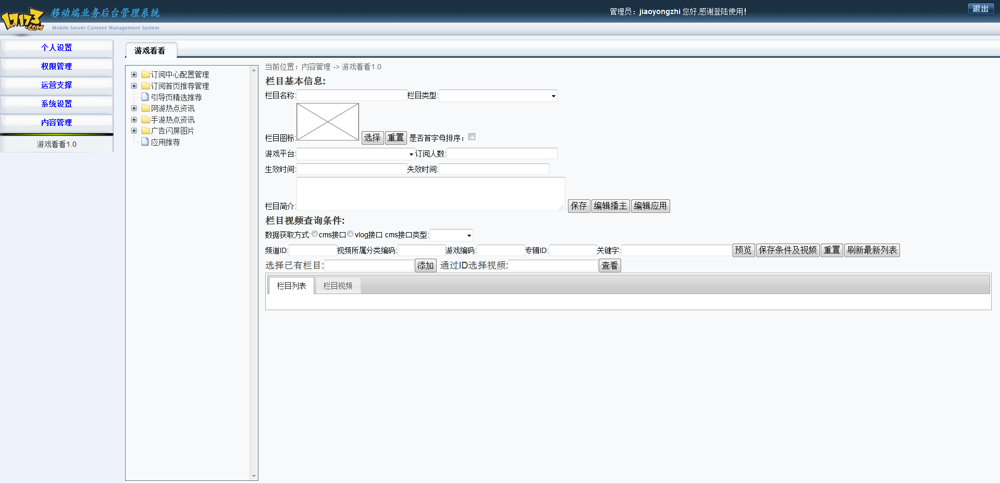 17173.COM 移动端业务后台管理系统
Mobile Server Content Management System
管理员：jiaoyongzhi 您好,感谢登陆使用!
退出
个人设置
权限管理
运营支撑
系统设置
内容管理
游戏看看1.0
游戏看看
订阅中心配置管理
订阅首页推荐管理
引导页精选推荐
网游热点资讯
手游热点资讯
广告闪屏图片
应用推荐
当前位置：内容管理 -> 游戏看看1.0
栏目基本信息:
栏目名称: 栏目类型:
栏目图标: 选择 重置 是否首字母排序：
游戏平台: 订阅人数:
生效时间: 失效时间:
栏目简介: 保存 编辑播主 编辑应用
栏目视频查询条件:
数据获取方式: cms接口 vlog接口 cms接口类型:
频道ID: 视频所属分类编码: 游戏编码: 专辑ID: 关键字: 预览 保存条件及视频 重置 刷新最新列表
选择已有栏目: 添加 通过ID选择视频: 查看
栏目列表 栏目视频